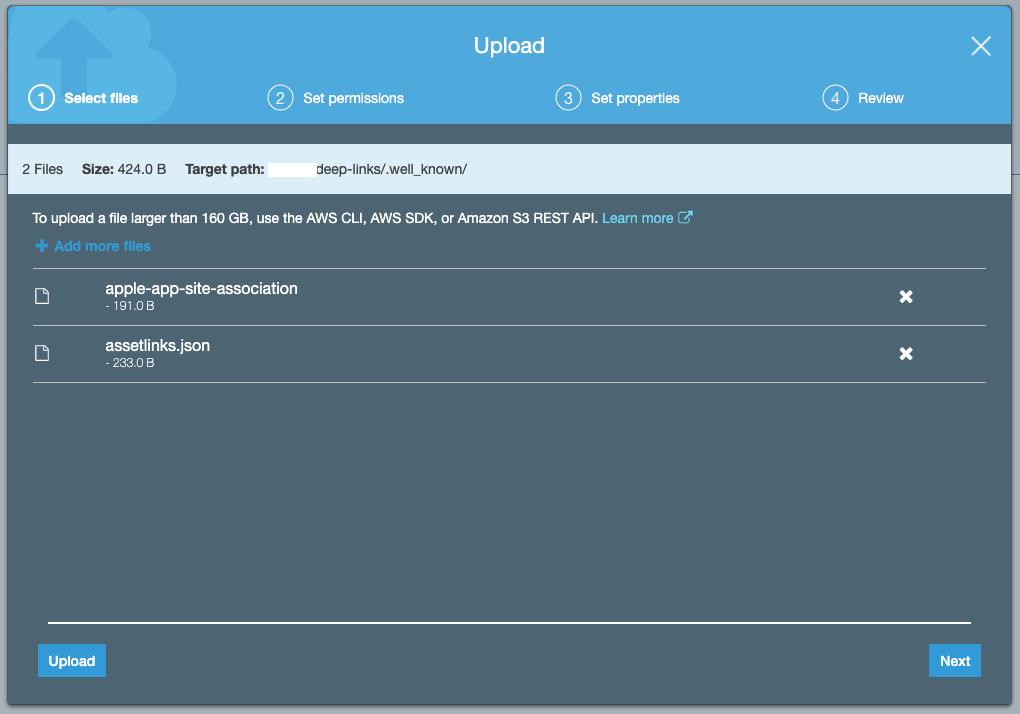 Upload
1 Select files 2 Set permissions 3 Set properties 4 Review
2 Files Size: 424.0 B Target path: deep-links/.well_known/
To upload a file larger than 160 GB, use the AWS CLI, AWS SDK, or Amazon S3 REST API. Learn more
Add more files
apple-app-site-association
- 191.0 B
assetlinks.json
- 233.0 B
Upload Next